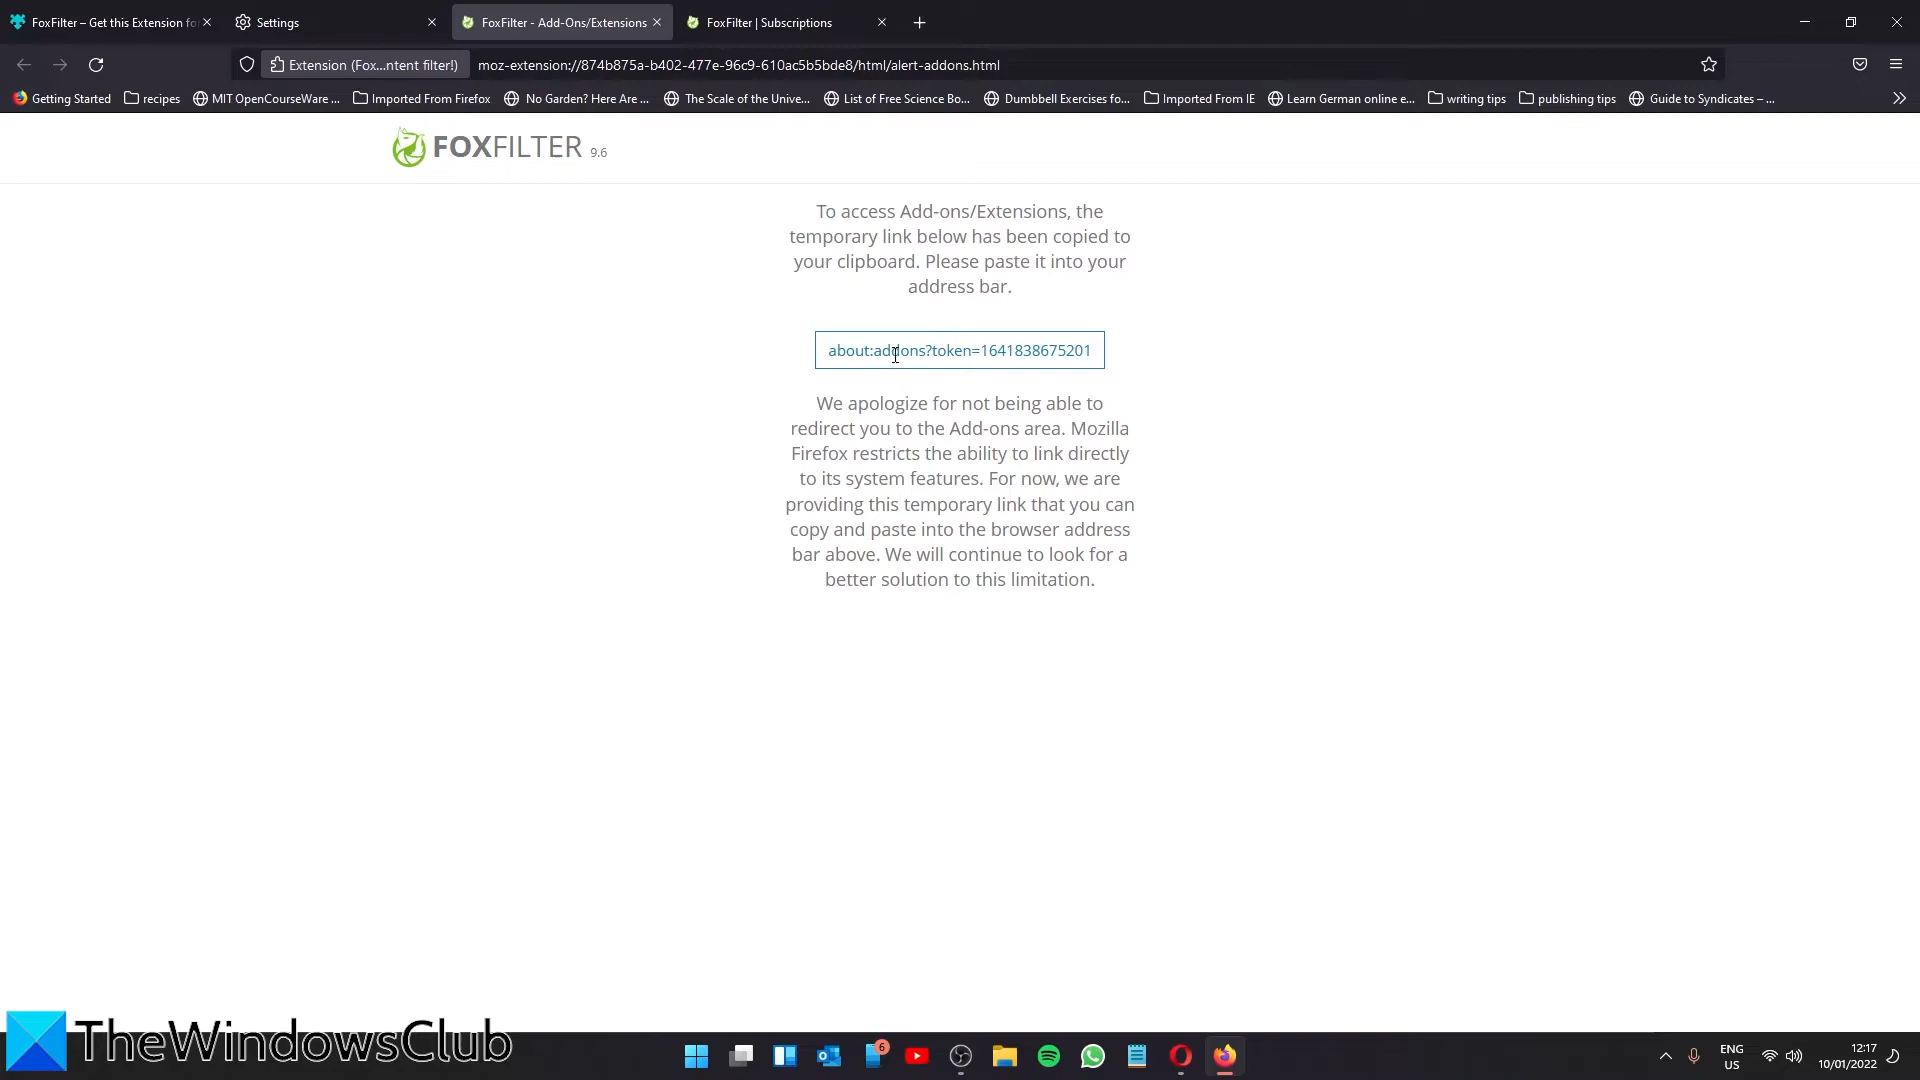 FoxFilter – Get this Extension fo
Settings
FoxFilter - Add-Ons/Extensions
FoxFilter | Subscriptions
Extension (Fox...ntent filter!)
moz-extension://874b875a-b402-477e-96c9-610ac5b5bde8/html/alert-addons.html
Getting Started
recipes
MIT OpenCourseWare ...
Imported From Firefox
No Garden? Here Are ...
The Scale of the Unive...
List of Free Science Bo...
Dumbbell Exercises fo...
Imported From IE
Learn German online e...
writing tips
publishing tips
Guide to Syndicates – ...
FOXFILTER 9.6
To access Add-ons/Extensions, the
temporary link below has been copied to
your clipboard. Please paste it into your
address bar.
about:addons?token=1641838675201
We apologize for not being able to
redirect you to the Add-ons area. Mozilla
Firefox restricts the ability to link directly
to its system features. For now, we are
providing this temporary link that you can
copy and paste into the browser address
bar above. We will continue to look for a
better solution to this limitation.
TheWindowsClub
6
ENG
US
12:17
10/01/2022